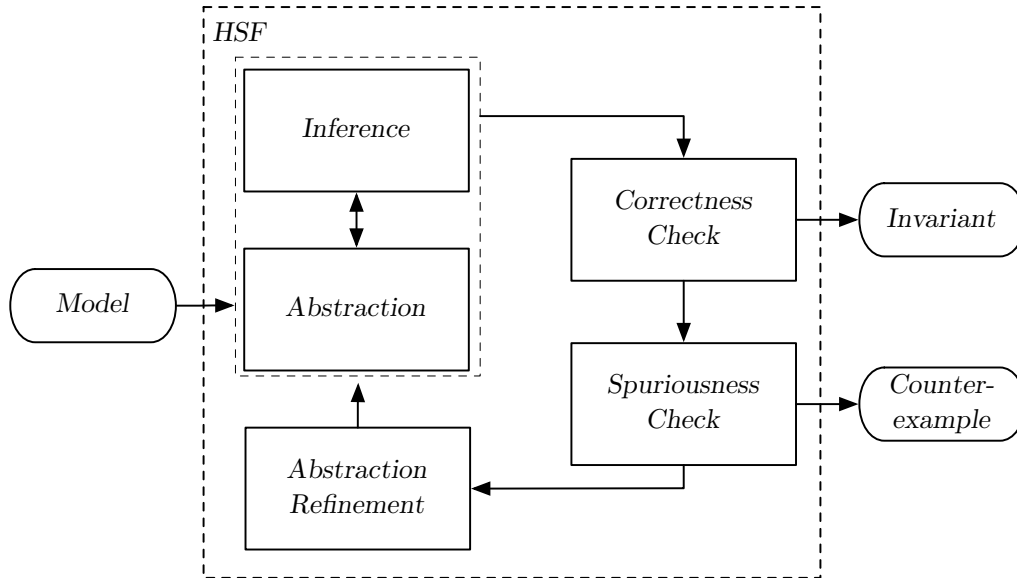 HSF
Inference
Correctness
Check
Invariant
Model
Abstraction
Spuriousness
Check
Counter-
example
Abstraction
Refinement